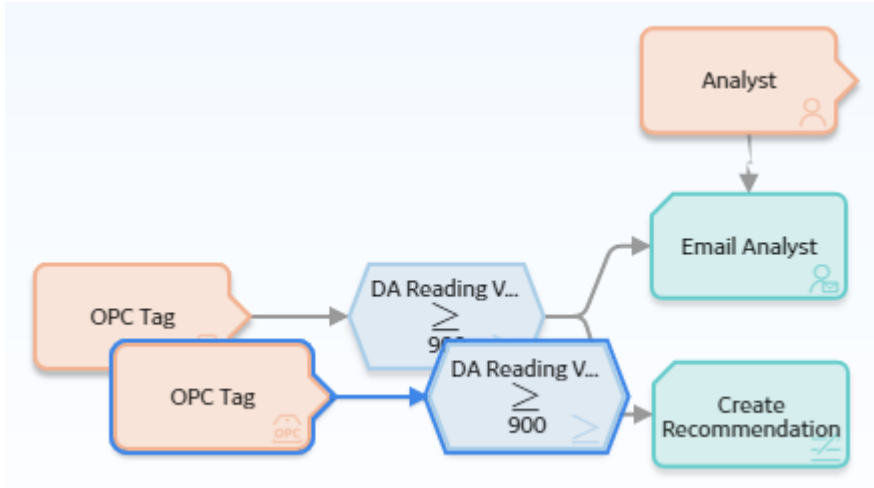 Analyst
Email Analyst
DA Reading V...
≥
OPC Tag
DA Reading V...
≥
900
OPC Tag
OPC
Create
Recommendation